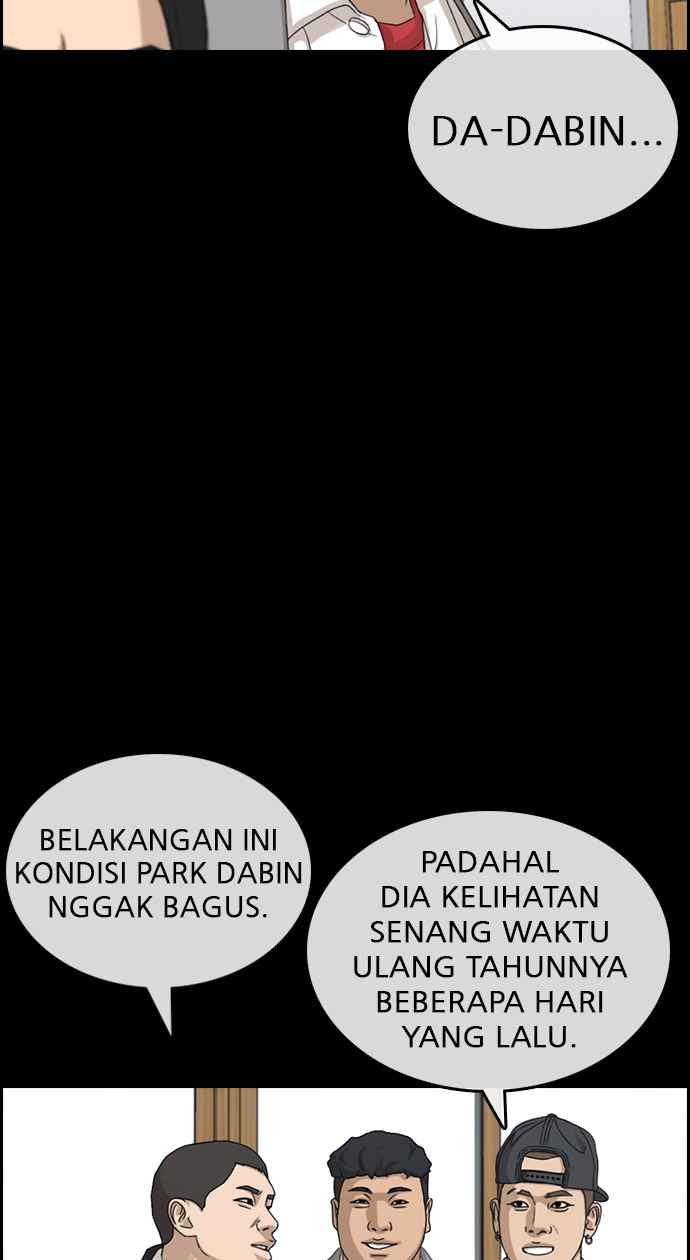 DA-DABIN...
BELAKANGAN INI
KONDISI PARK DABIN
NGGAK BAGUS.
PADAHAL
DIA KELIHATAN
SENANG WAKTU
ULANG TAHUNNYA
BEBERAPA HARI
YANG LALU.